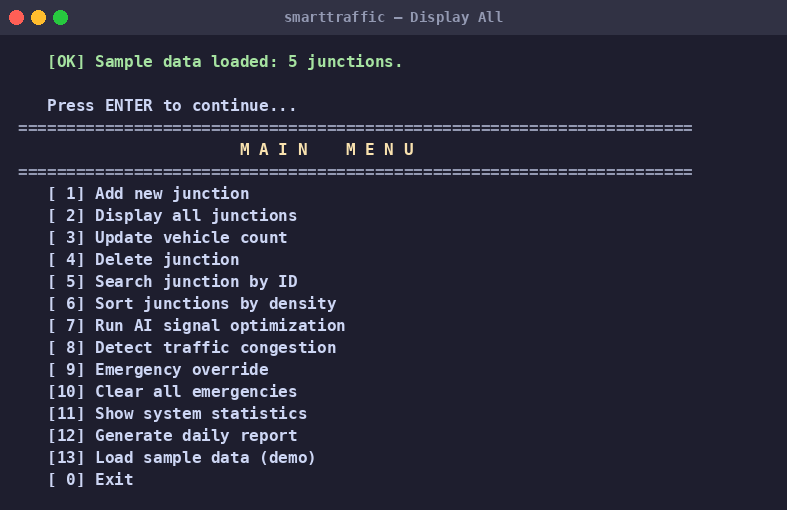 smarttraffic — Display All
[OK] Sample data loaded: 5 junctions.
Press ENTER to continue...
======================================================================
M A I N    M E N U
======================================================================
[ 1] Add new junction
[ 2] Display all junctions
[ 3] Update vehicle count
[ 4] Delete junction
[ 5] Search junction by ID
[ 6] Sort junctions by density
[ 7] Run AI signal optimization
[ 8] Detect traffic congestion
[ 9] Emergency override
[10] Clear all emergencies
[11] Show system statistics
[12] Generate daily report
[13] Load sample data (demo)
[ 0] Exit